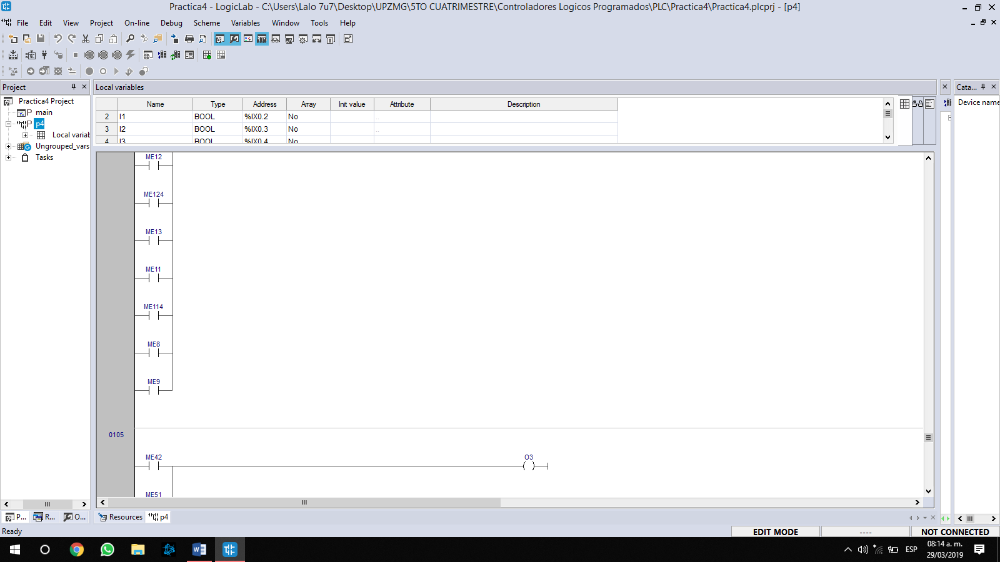 Practica4 - LogicLab - C:\Users\Lalo 7u7\Desktop\UPZMG\5TO CUATRIMESTRE\Controladores Logicos Programados\PLC\Practica4\Practica4.plcprj - [p4]
File Edit View Project On-line Debug Scheme Variables Window Tools Help
Project
Local variables
Cata...
Practica4 Project
main
p4
Local variab
Ungrouped_vars
Tasks
Name Type Address Array Init value Attribute Description
2 I1 BOOL %IX0.2 No ..
3 I2 BOOL %IX0.3 No ..
4 I3 BOOL %IX0.4 No
Device name
ME12
ME124
ME13
ME11
ME114
ME8
ME9
0105
ME42
O3
ME51
P... R... O...
Resources p4
Ready
EDIT MODE
----
NOT CONNECTED
ESP
08:14 a. m.
29/03/2019